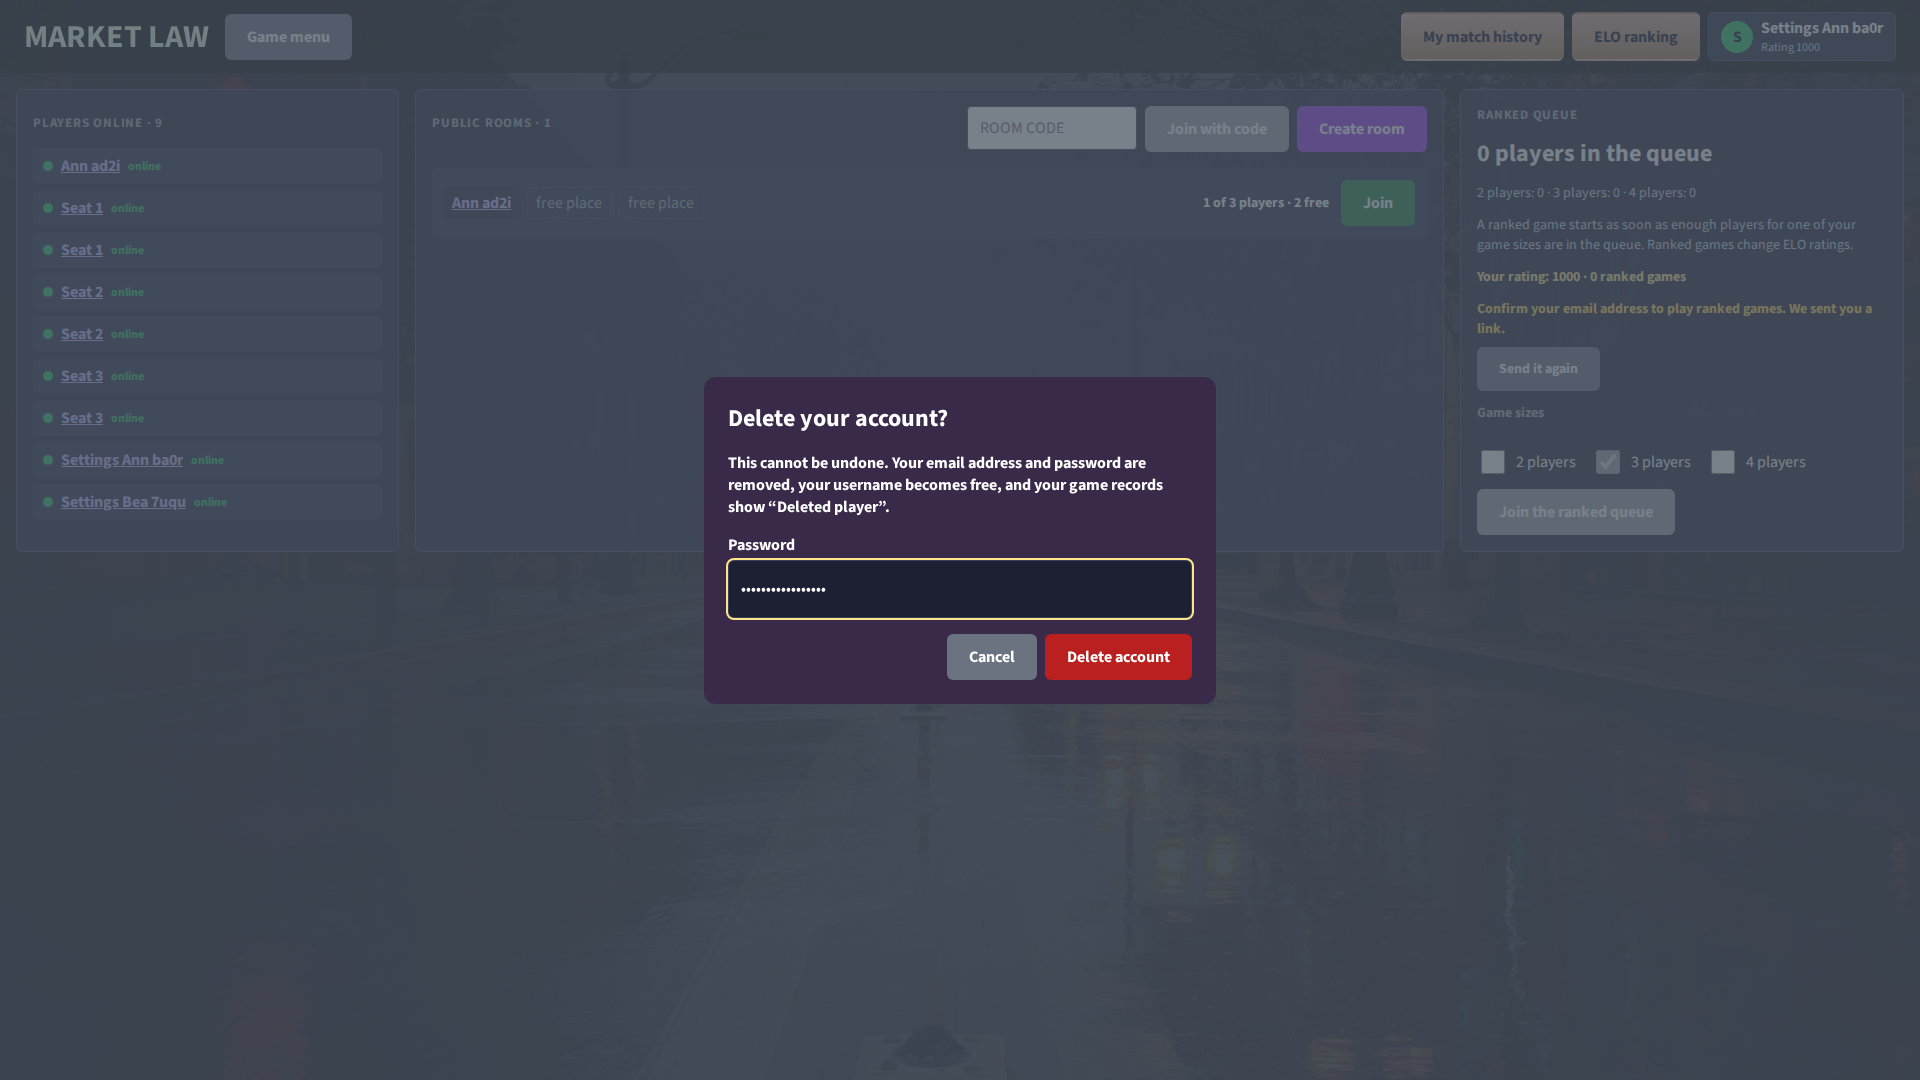 MARKET LAW
Game menu
My match history
ELO ranking
S
Settings Ann ba0r
Rating 1000
PLAYERS ONLINE · 9
Ann ad2i online
Seat 1 online
Seat 1 online
Seat 2 online
Seat 2 online
Seat 3 online
Seat 3 online
Settings Ann ba0r online
Settings Bea 7uqu online
PUBLIC ROOMS · 1
ROOM CODE
Join with code
Create room
Ann ad2i
free place
free place
1 of 3 players · 2 free
Join
RANKED QUEUE
0 players in the queue
2 players: 0 · 3 players: 0 · 4 players: 0
A ranked game starts as soon as enough players for one of your
game sizes are in the queue. Ranked games change ELO ratings.
Your rating: 1000 · 0 ranked games
Confirm your email address to play ranked games. We sent you a
link.
Send it again
Game sizes
2 players
3 players
4 players
Join the ranked queue
Delete your account?
This cannot be undone. Your email address and password are
removed, your username becomes free, and your game records
show “Deleted player”.
Password
•••••••••••••••••
Cancel
Delete account